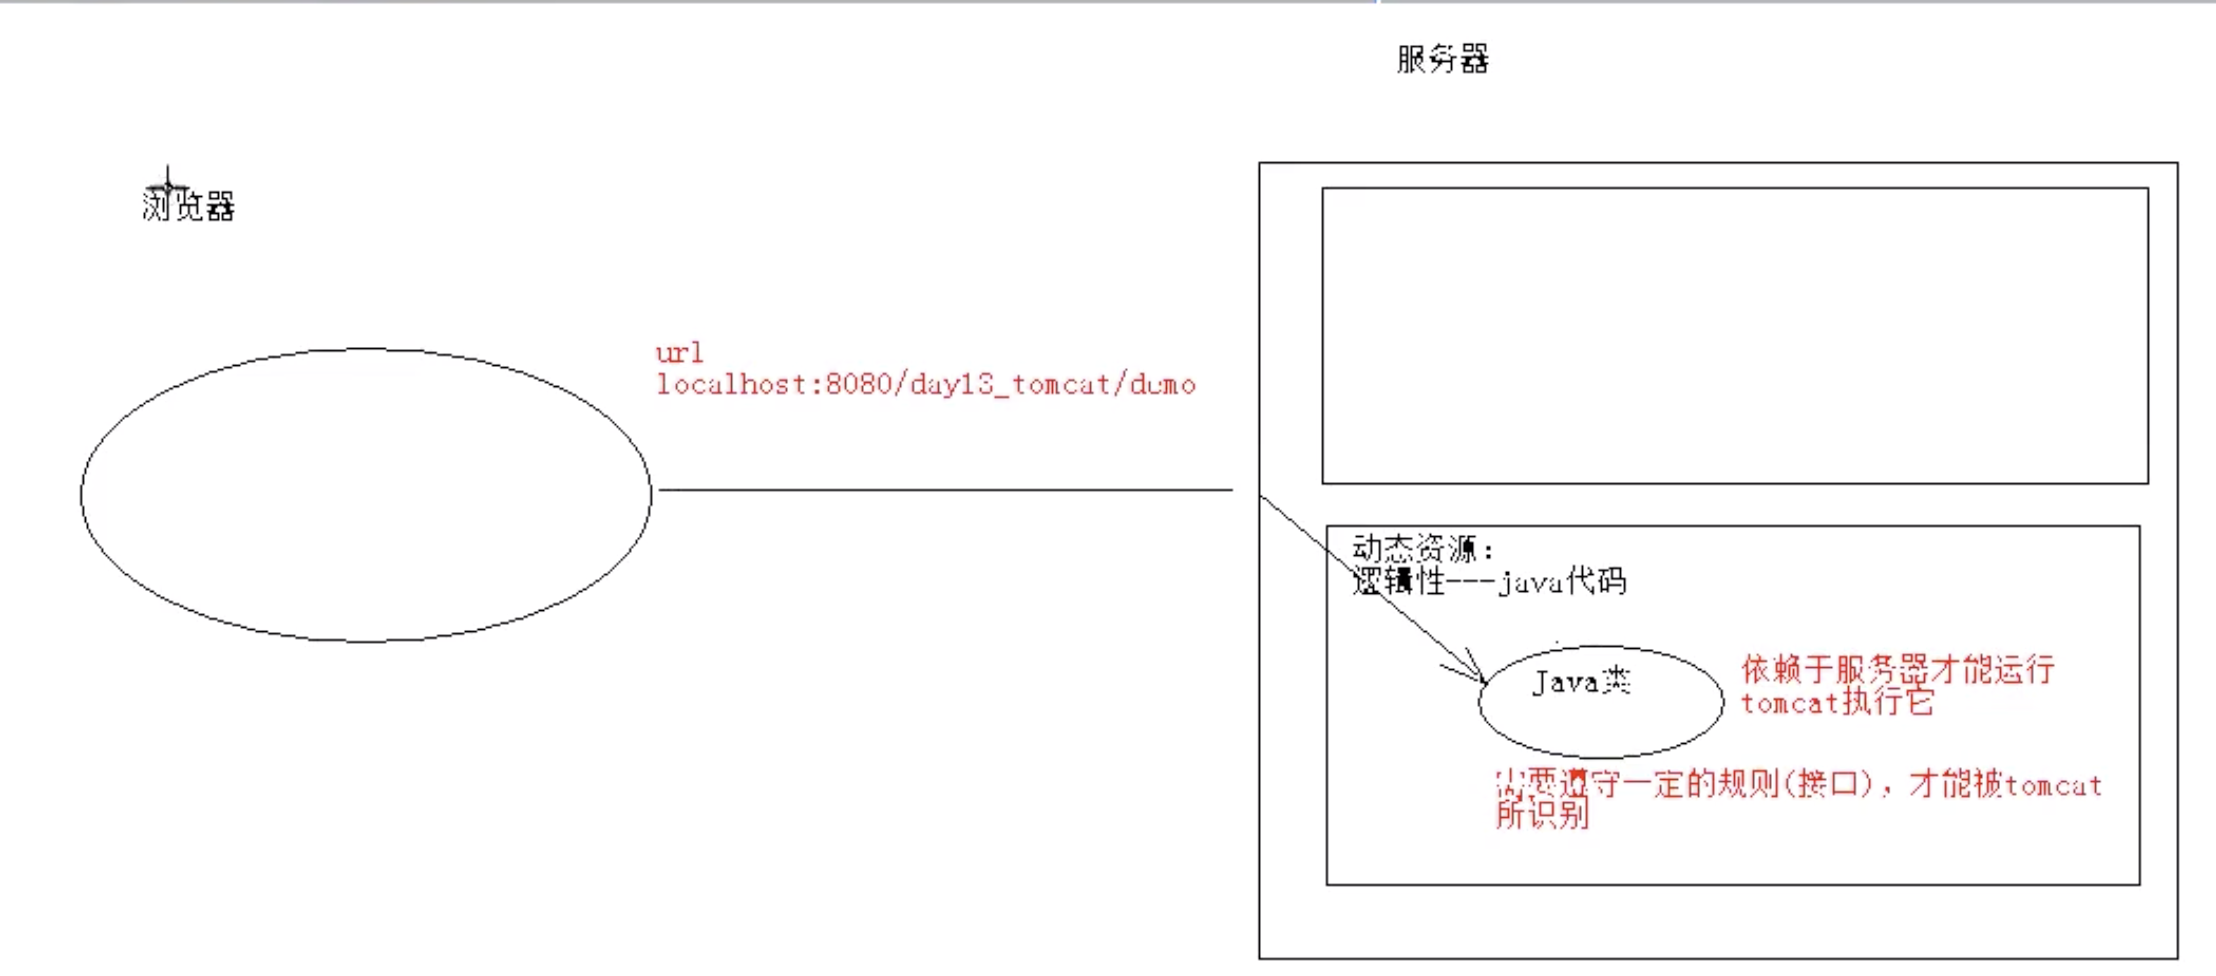 服务器
浏览器
url
localhost:8080/day13_tomcat/demo
动态资源：
逻辑性---java代码
Java类
依赖于服务器才能运行
tomcat执行它
需要遵守一定的规则(接口)，才能被tomcat
所识别